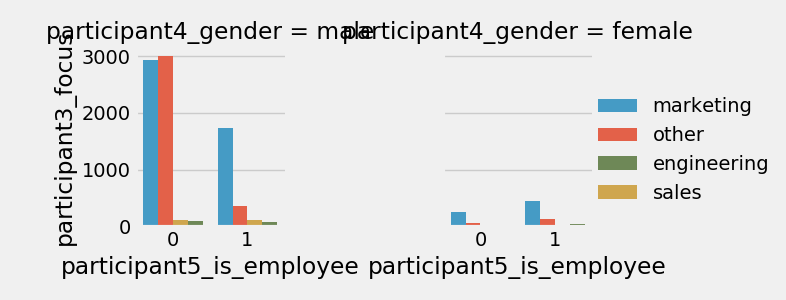 participant4_gender = male
participant4_gender = female
participant3_focus
3000
2000
1000
0
0 1
0 1
participant5_is_employee
participant5_is_employee
marketing
other
engineering
sales